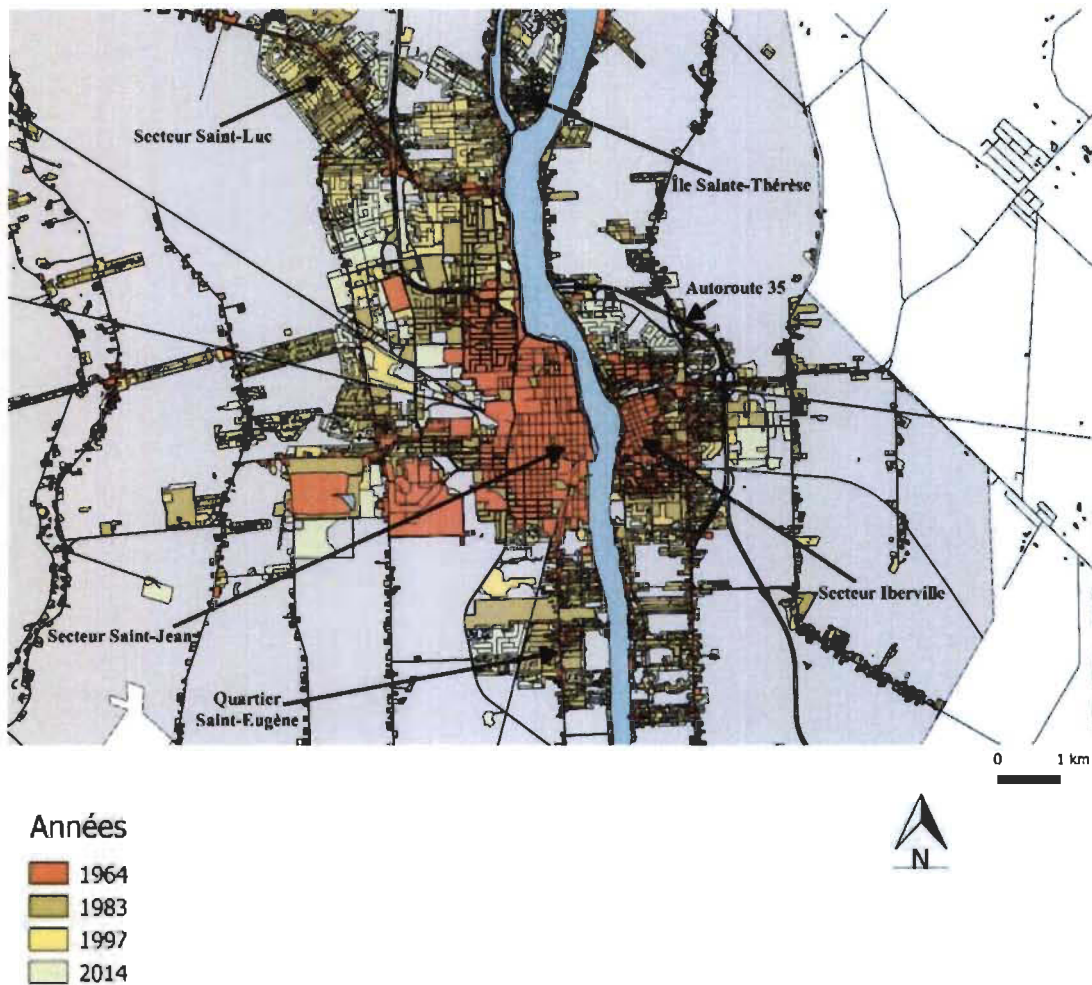 Secteur Saint-Luc
Île Sainte-Thérèse
Autoroute 35
Secteur Iberville
Secteur Saint-Jean
Quartier
Saint-Eugène
0 1 km
N
Années
1964
1983
1997
2014